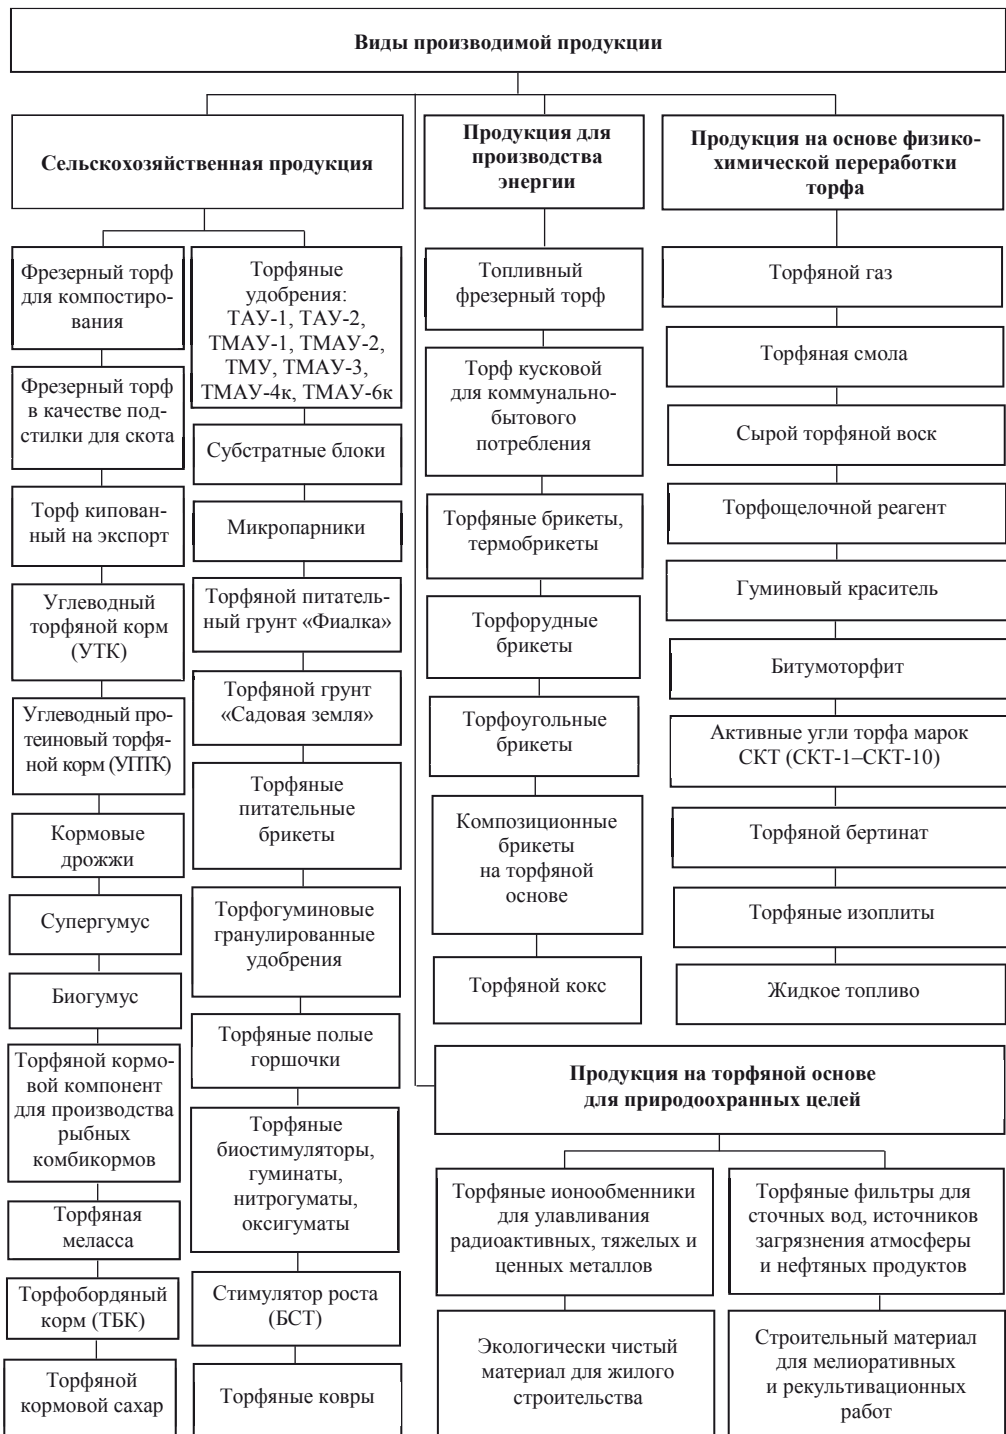 Виды производимой продукции
Сельскохозяйственная продукция
Фрезерный торф
для компостиро-
вания
Фрезерный торф
в качестве под-
стилки для скота
Торф кипован-
ный на экспорт
Углеводный
торфяной корм
(УТК)
Углеводный про-
теиновый торфя-
ной корм (УПТК)
Кормовые
дрожжи
Супергумус
Биогумус
Торфяной кормо-
вой компонент
для производства
рыбных
комбикормов
Торфяная
меласса
Торфобордяный
корм (ТБК)
Торфяной
кормовой сахар
Торфяные
удобрения:
ТАУ-1, ТАУ-2,
ТМАУ-1, ТМАУ-2,
ТМУ, ТМАУ-3,
ТМАУ-4к, ТМАУ-6к
Субстратные блоки
Микропарники
Торфяной питатель-
ный грунт «Фиалка»
Торфяной грунт
«Садовая земля»
Торфяные
питательные
брикеты
Торфогуминовые
гранулированные
удобрения
Торфяные полые
горшочки
Торфяные
биостимуляторы,
гуминаты,
нитрогуматы,
оксигуматы
Стимулятор роста
(БСТ)
Торфяные ковры
Продукция для
производства
энергии
Топливный
фрезерный торф
Торф кусковой
для коммунально-
бытового
потребления
Торфяные брикеты,
термобрикеты
Торфорудные
брикеты
Торфоугольные
брикеты
Композиционные
брикеты
на торфяной
основе
Торфяной кокс
Продукция на основе физико-
химической переработки
торфа
Торфяной газ
Торфяная смола
Сырой торфяной воск
Торфощелочной реагент
Гуминовый краситель
Битумоторфит
Активные угли торфа марок
СКТ (СКТ-1–СКТ-10)
Торфяной бертинат
Торфяные изоплиты
Жидкое топливо
Продукция на торфяной основе
для природоохранных целей
Торфяные ионообменники
для улавливания
радиоактивных, тяжелых и
ценных металлов
Экологически чистый
материал для жилого
строительства
Торфяные фильтры для
сточных вод, источников
загрязнения атмосферы
и нефтяных продуктов
Строительный материал
для мелиоративных
и рекультивационных
работ